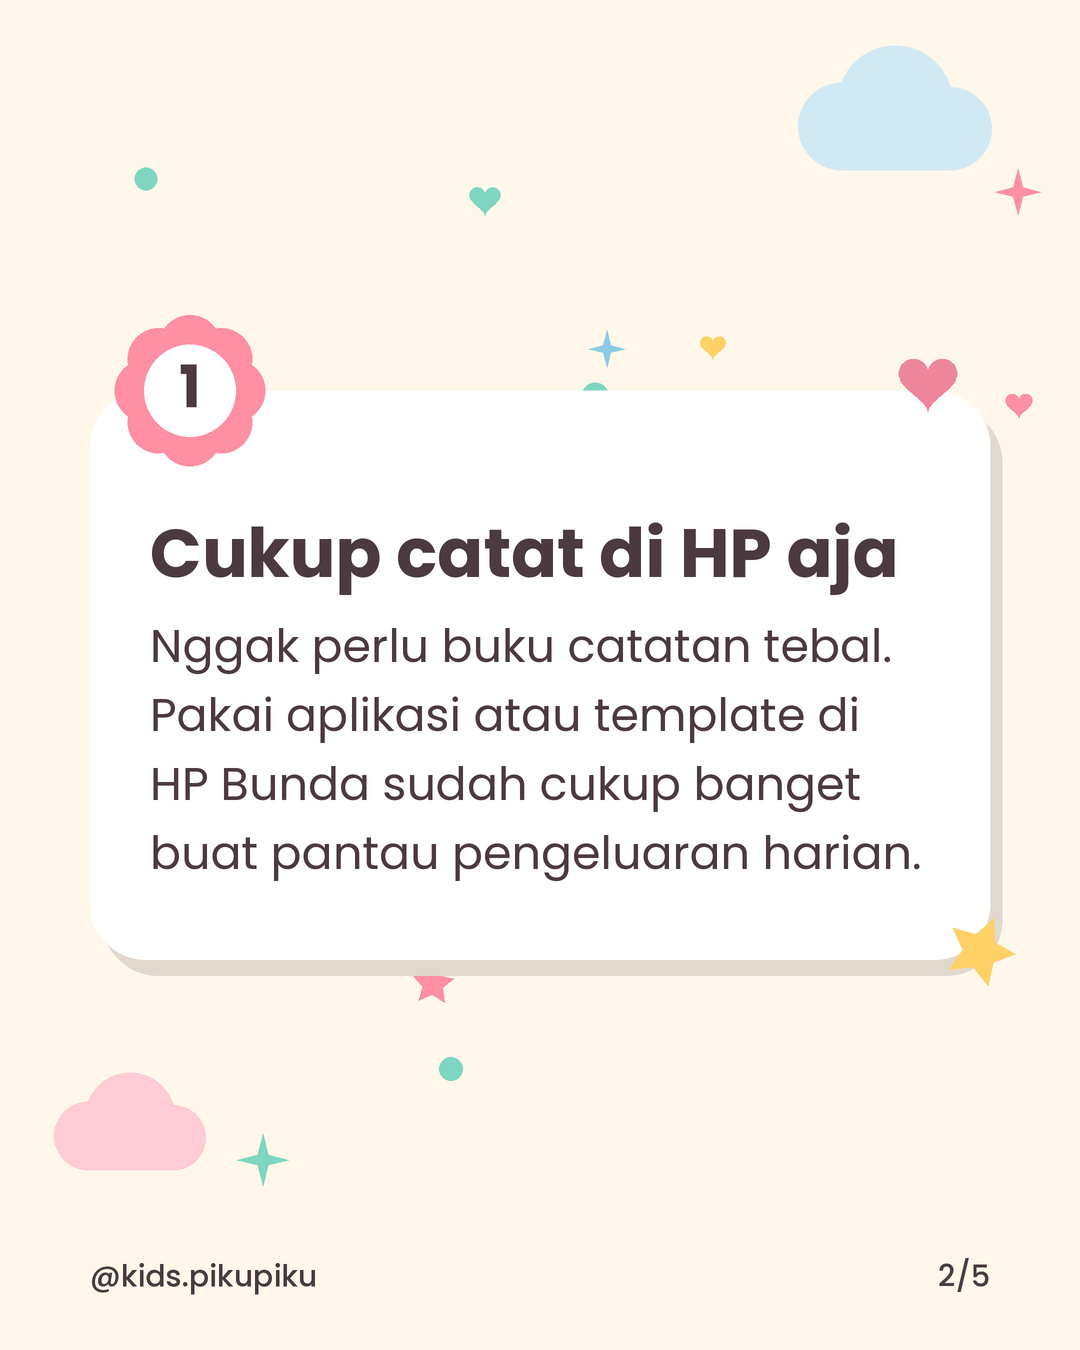 1
Cukup catat di HP aja
Nggak perlu buku catatan tebal.
Pakai aplikasi atau template di
HP Bunda sudah cukup banget
buat pantau pengeluaran harian.
@kids.pikupiku
2/5